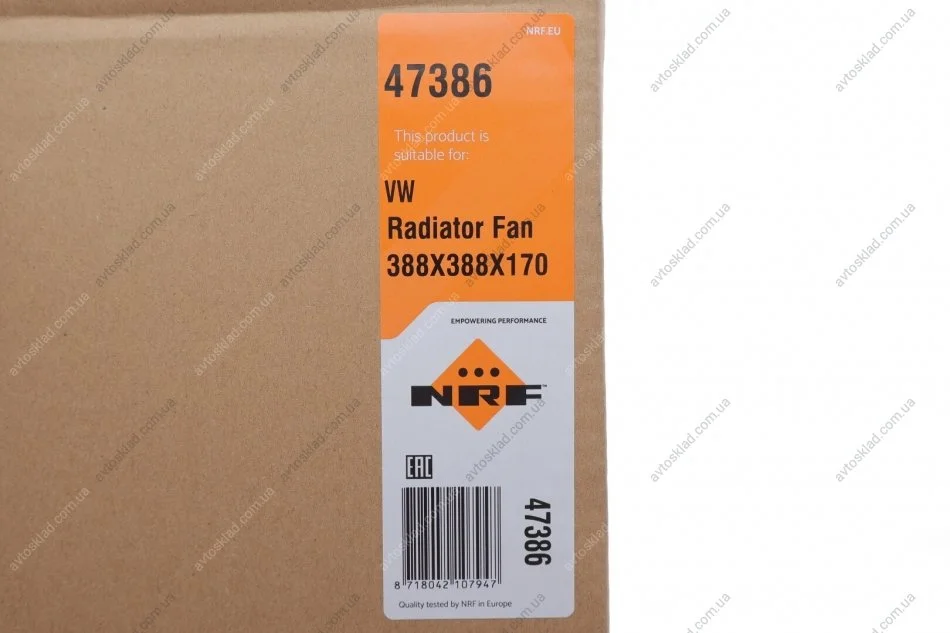 NRF.EU
47386
This product is
suitable for:
VW
Radiator Fan
388X388X170
EMPOWERING PERFORMANCE
NRF™
EAC
8 718042 107947
47386
Quality tested by NRF in Europe
avtosklad.com.ua